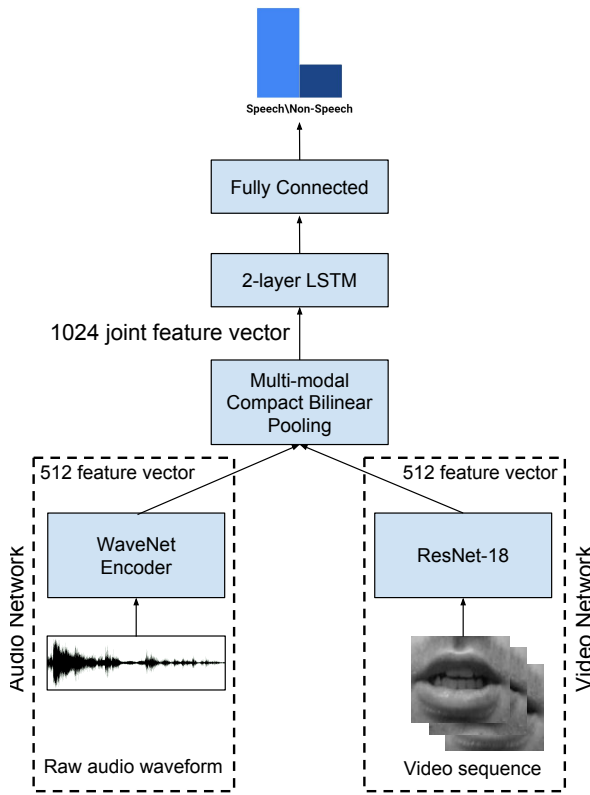 Speech\Non-Speech
Fully Connected
2-layer LSTM
1024 joint feature vector
Multi-modal
Compact Bilinear
Pooling
512 feature vector
512 feature vector
WaveNet
Encoder
ResNet-18
Audio Network
Video Network
Raw audio waveform
Video sequence